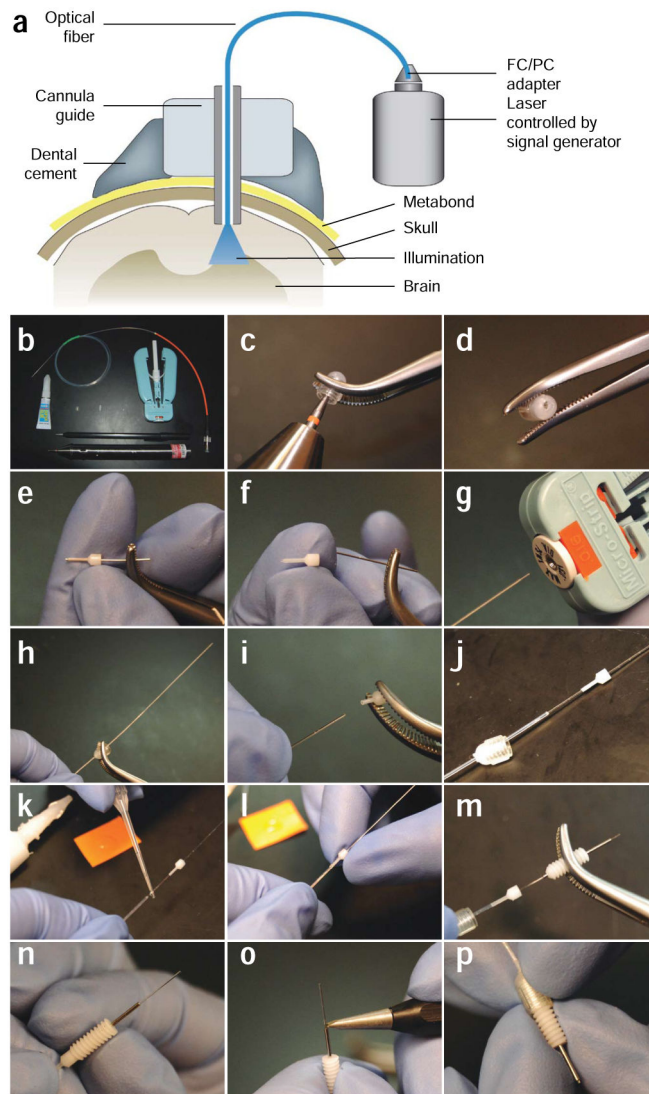 a
Optical
fiber
Cannula
guide
Dental
cement
FC/PC
adapter
Laser
controlled by
signal generator
Metabond
Skull
Illumination
Brain
b
c
d
e
f
g
Micro-Strip
h
i
j
k
l
m
n
o
p